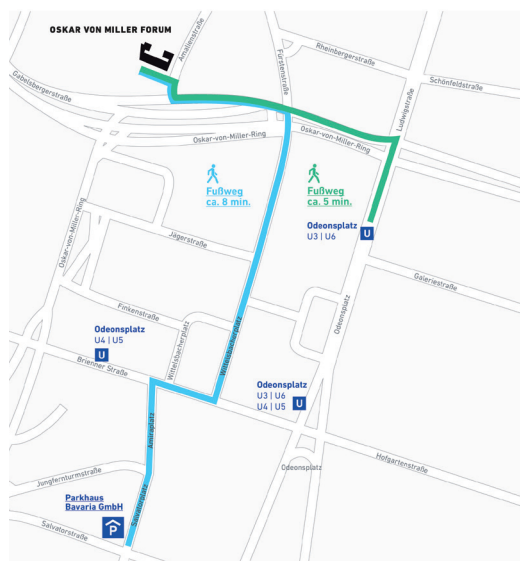 OSKAR VON MILLER FORUM
Amalienstraße
Fürstenstraße
Rheinbergerstraße
Schönfeldstraße
Gabelsbergerstraße
Ludwigstraße
Oskar-von-Miller-Ring
Oskar-von-Miller-Ring
Fußweg
ca. 8 min.
Fußweg
ca. 5 min.
Oskar-von-Miller-Ring
Odeonsplatz
U3 | U6
U
Jägerstraße
Galeriestraße
Finkenstraße
Odeonsplatz
Odeonsplatz
U4 | U5
U
Wittelsbacherplatz
Wittelsbacherplatz
Brienner Straße
Odeonsplatz
U3 | U6
U4 | U5
U
Amiraplatz
Hofgartenstraße
Odeonsplatz
Jungfernturmstraße
Parkhaus
Bavaria GmbH
P
Salvatorplatz
Salvatorstraße